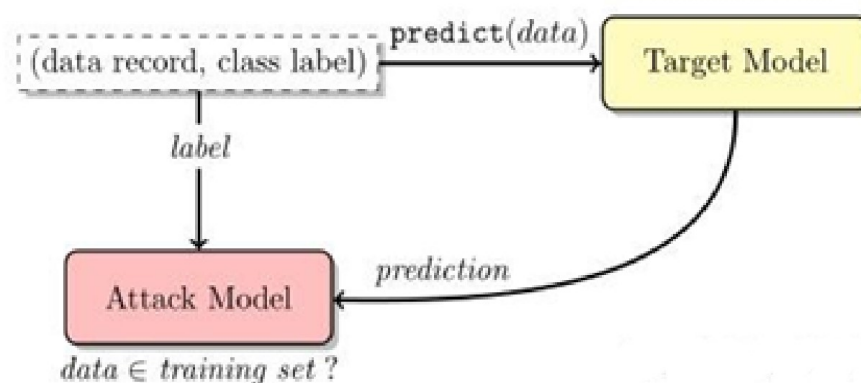 predict(data)
(data record, class label)
Target Model
label
prediction
Attack Model
data ∈ training set ?